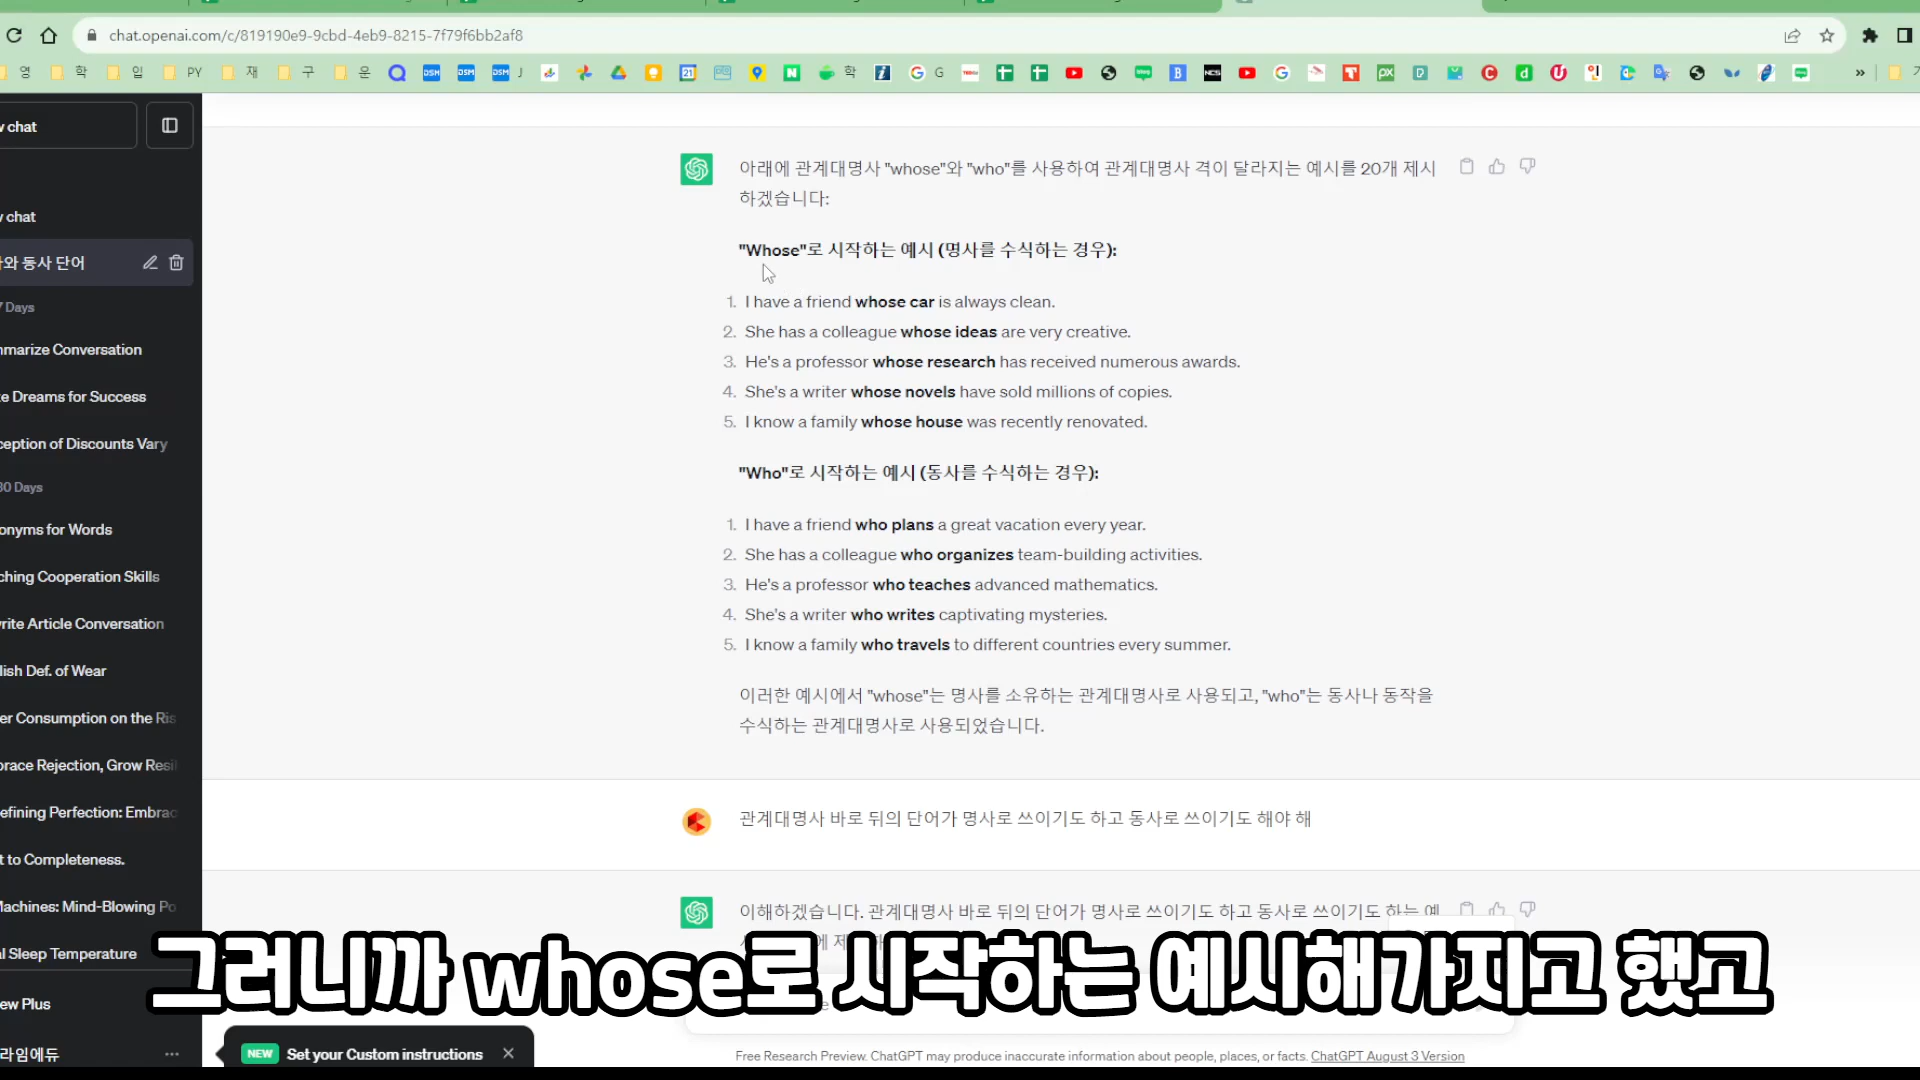 chat.openai.com/c/819190e9-9cbd-4eb9-8215-7f79f6bb2af8
영 학 입 PY 재 구 운 DSM DSM DSM J 학 G
w chat
아래에 관계대명사 "whose"와 "who"를 사용하여 관계대명사 격이 달라지는 예시를 20개 제시
하겠습니다:
w chat
와 동사 단어
"Whose"로 시작하는 예시 (명사를 수식하는 경우):
7 Days
1. I have a friend whose car is always clean.
2. She has a colleague whose ideas are very creative.
mmarize Conversation
3. He's a professor whose research has received numerous awards.
4. She's a writer whose novels have sold millions of copies.
e Dreams for Success
5. I know a family whose house was recently renovated.
ception of Discounts Vary
"Who"로 시작하는 예시 (동사를 수식하는 경우):
30 Days
1. I have a friend who plans a great vacation every year.
onyms for Words
2. She has a colleague who organizes team-building activities.
ching Cooperation Skills
3. He's a professor who teaches advanced mathematics.
4. She's a writer who writes captivating mysteries.
rite Article Conversation
5. I know a family who travels to different countries every summer.
lish Def. of Wear
이러한 예시에서 "whose"는 명사를 소유하는 관계대명사로 사용되고, "who"는 동사나 동작을
수식하는 관계대명사로 사용되었습니다.
er Consumption on the Ris
brace Rejection, Grow Resil
efining Perfection: Embrac
관계대명사 바로 뒤의 단어가 명사로 쓰이기도 하고 동사로 쓰이기도 해야 해
t to Completeness.
Machines: Mind-Blowing Po
이해하겠습니다. 관계대명사 바로 뒤의 단어가 명사로 쓰이기도 하고 동사로 쓰이기도 하는 예
al Sleep Temperature
그러니까 whose로 시작하는 예시해가지고 했고
ew Plus
라임에듀
NEW Set your Custom instructions
Free Research Preview. ChatGPT may produce inaccurate information about people, places, or facts. ChatGPT August 3 Version